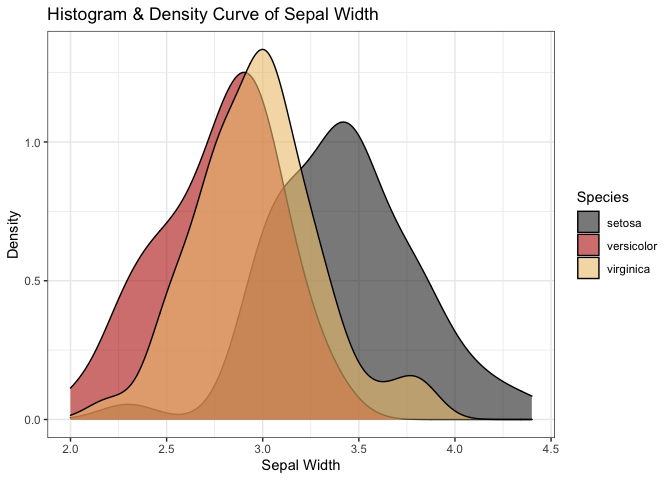 Histogram & Density Curve of Sepal Width
Density
1.0
0.5
0.0
2.0 2.5 3.0 3.5 4.0 4.5
Sepal Width
Species
setosa
versicolor
virginica